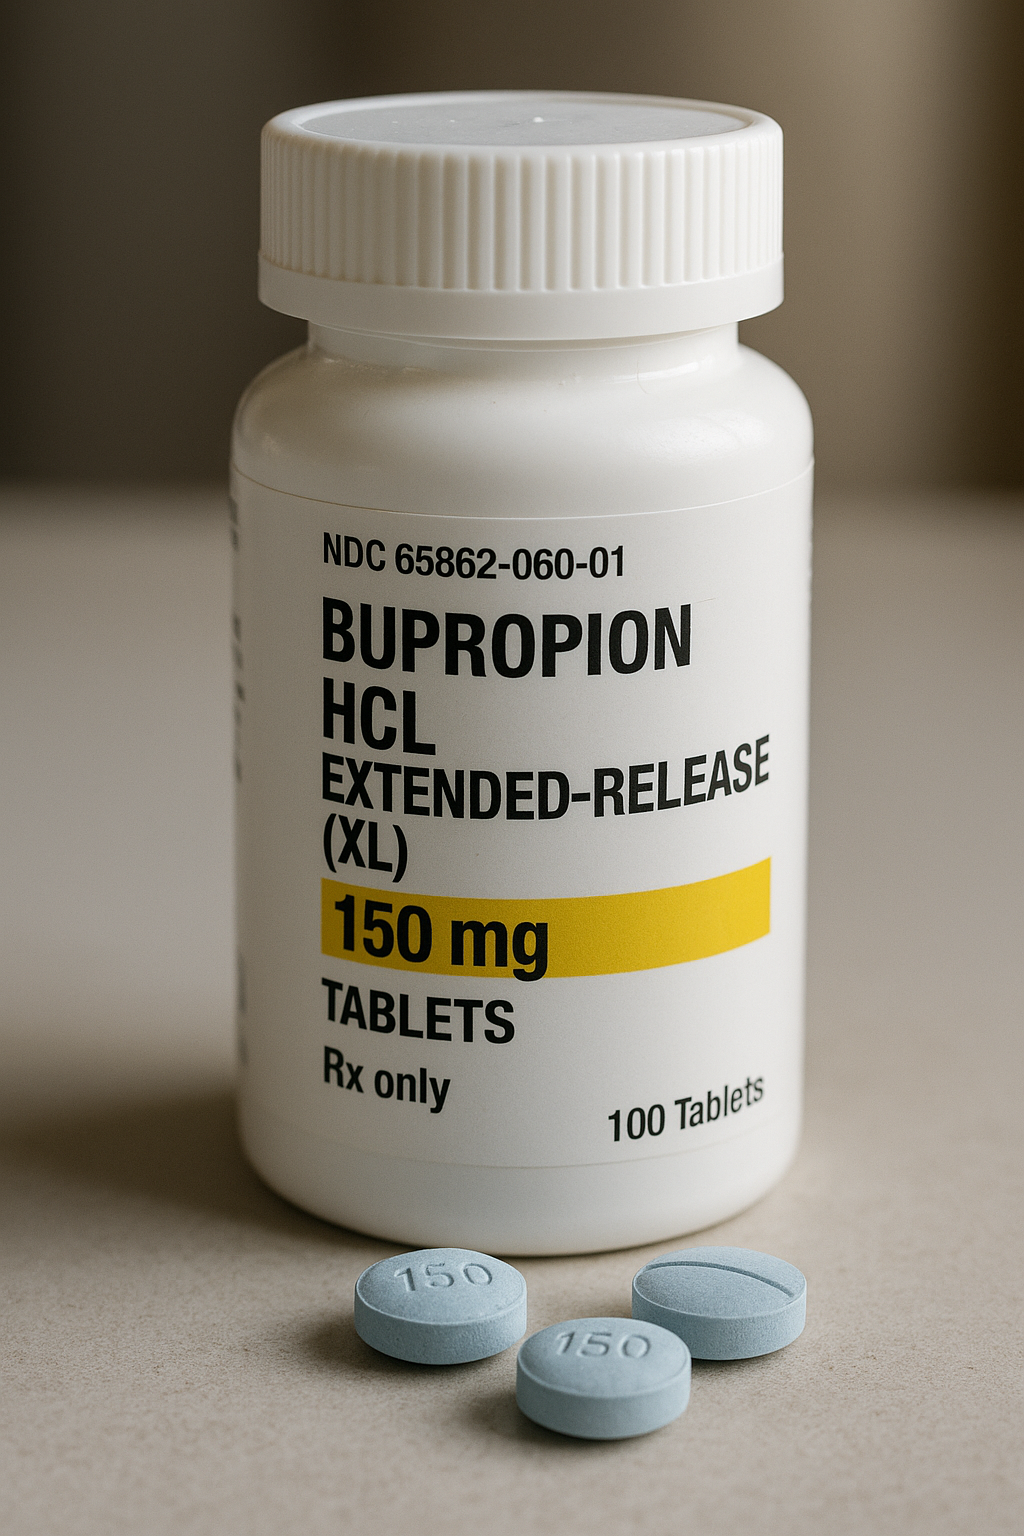 NDC 65862-060-01
BUPROPION
HCL
EXTENDED-RELEASE
(XL)
150 mg
TABLETS
Rx only
100 Tablets
150
150